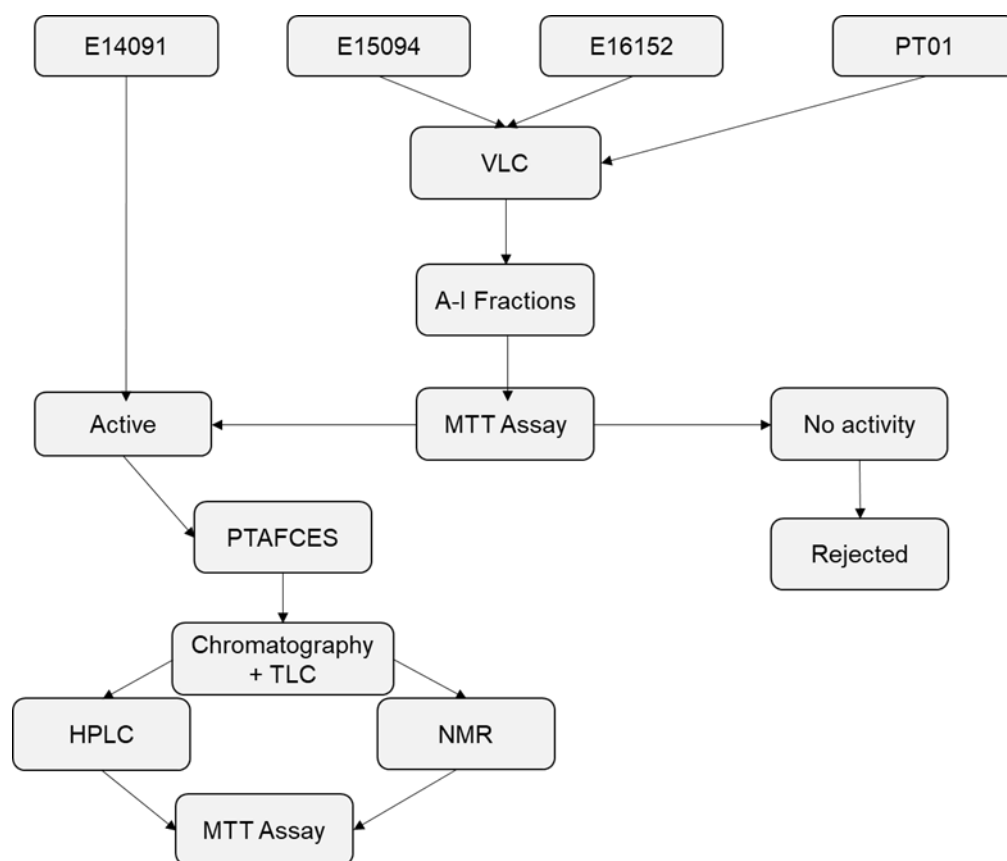 E14091
E15094
E16152
PT01
VLC
A-I Fractions
Active
MTT Assay
No activity
PTAFCES
Rejected
Chromatography
+ TLC
HPLC
NMR
MTT Assay